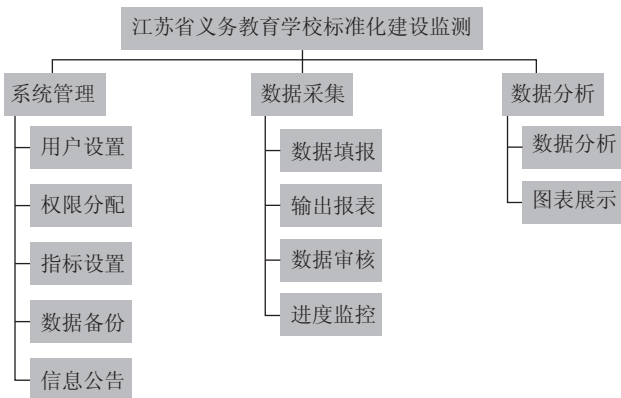 江苏省义务教育学校标准化建设监测
系统管理
用户设置
权限分配
指标设置
数据备份
信息公告
数据采集
数据填报
输出报表
数据审核
进度监控
数据分析
数据分析
图表展示